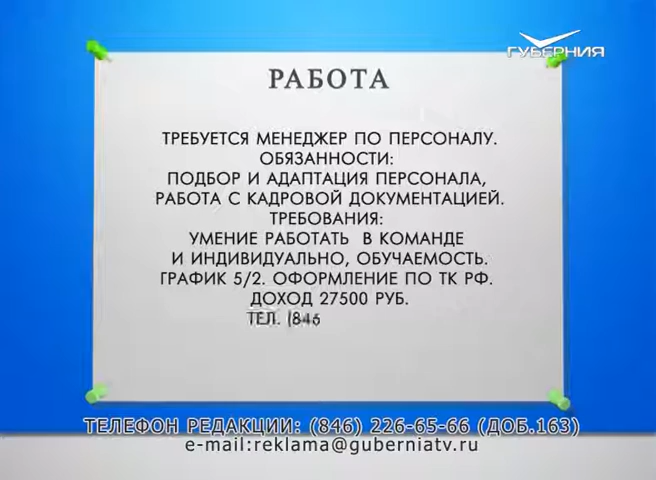 ГУБЕРНИЯ
РАБОТА
ТРЕБУЕТСЯ МЕНЕДЖЕР ПО ПЕРСОНАЛУ.
ОБЯЗАННОСТИ:
ПОДБОР И АДАПТАЦИЯ ПЕРСОНАЛА,
РАБОТА С КАДРОВОЙ ДОКУМЕНТАЦИЕЙ.
ТРЕБОВАНИЯ:
УМЕНИЕ РАБОТАТЬ В КОМАНДЕ
И ИНДИВИДУАЛЬНО, ОБУЧАЕМОСТЬ.
ГРАФИК 5/2. ОФОРМЛЕНИЕ ПО ТК РФ.
ДОХОД 27500 РУБ.
ТЕЛ. (846
ТЕЛЕФОН РЕДАКЦИИ: (846) 226-65-66 (ДОБ.163)
e-mail:reklama@guberniatv.ru